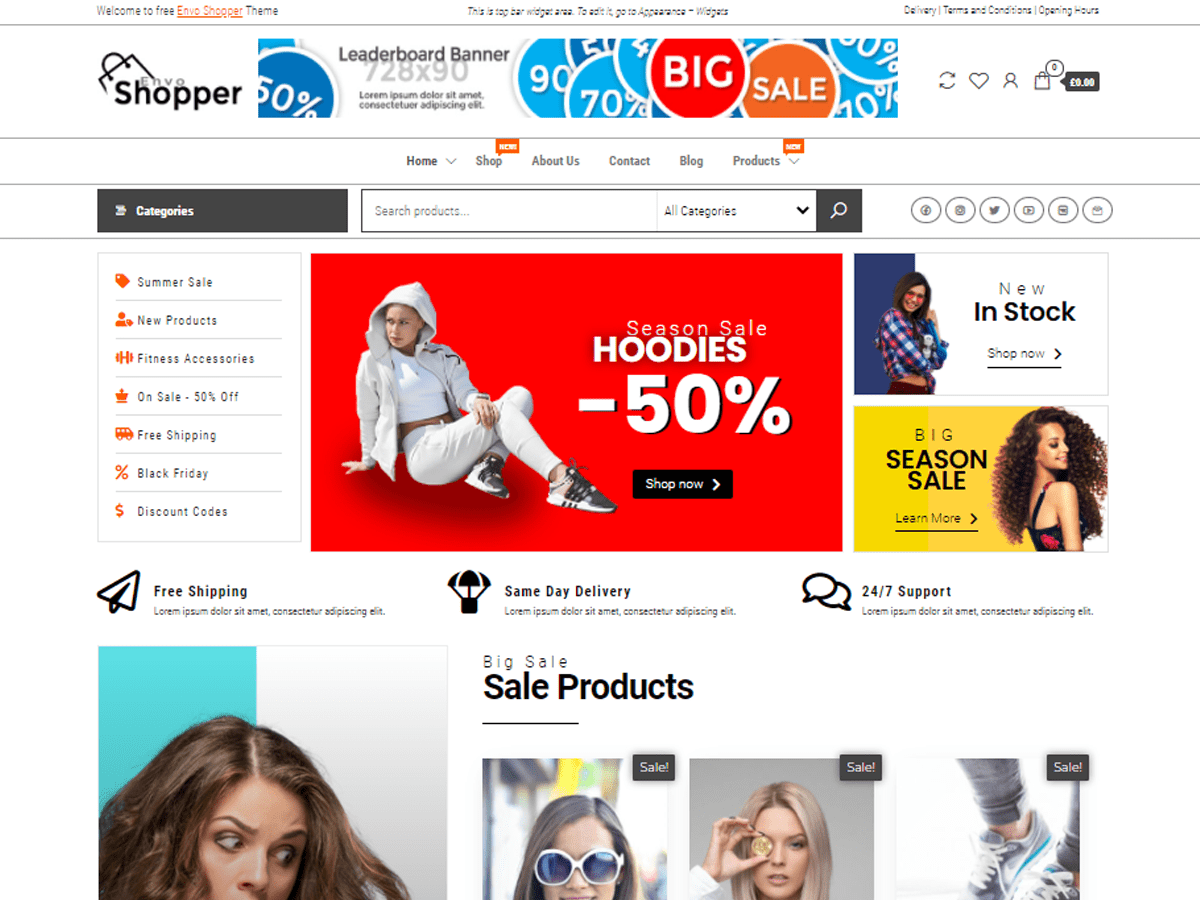 Welcome to free Envo Shopper Theme
This is top bar widget area. To edit it, go to Appearance – Widgets
Delivery | Terms and Conditions | Opening Hours
Envo
Shopper
50%
Leaderboard Banner
728x90
Lorem ipsum dolor sit amet,
consectetuer adipiscing elit.
90
70%
BIG
SALE
0%
10%
0
£0.00
NEW!
NEW
Home
Shop
About Us
Contact
Blog
Products
Categories
Search products...
All Categories
Summer Sale
New Products
Fitness Accessories
On Sale - 50% Off
Free Shipping
Black Friday
Discount Codes
Season Sale
HOODIES
-50%
Shop now
New
In Stock
Shop now
BIG
SEASON
SALE
Learn More
Free Shipping
Lorem ipsum dolor sit amet, consectetur adipiscing elit.
Same Day Delivery
Lorem ipsum dolor sit amet, consectetur adipiscing elit.
24/7 Support
Lorem ipsum dolor sit amet, consectetur adipiscing elit.
Big Sale
Sale Products
Sale!
Sale!
Sale!